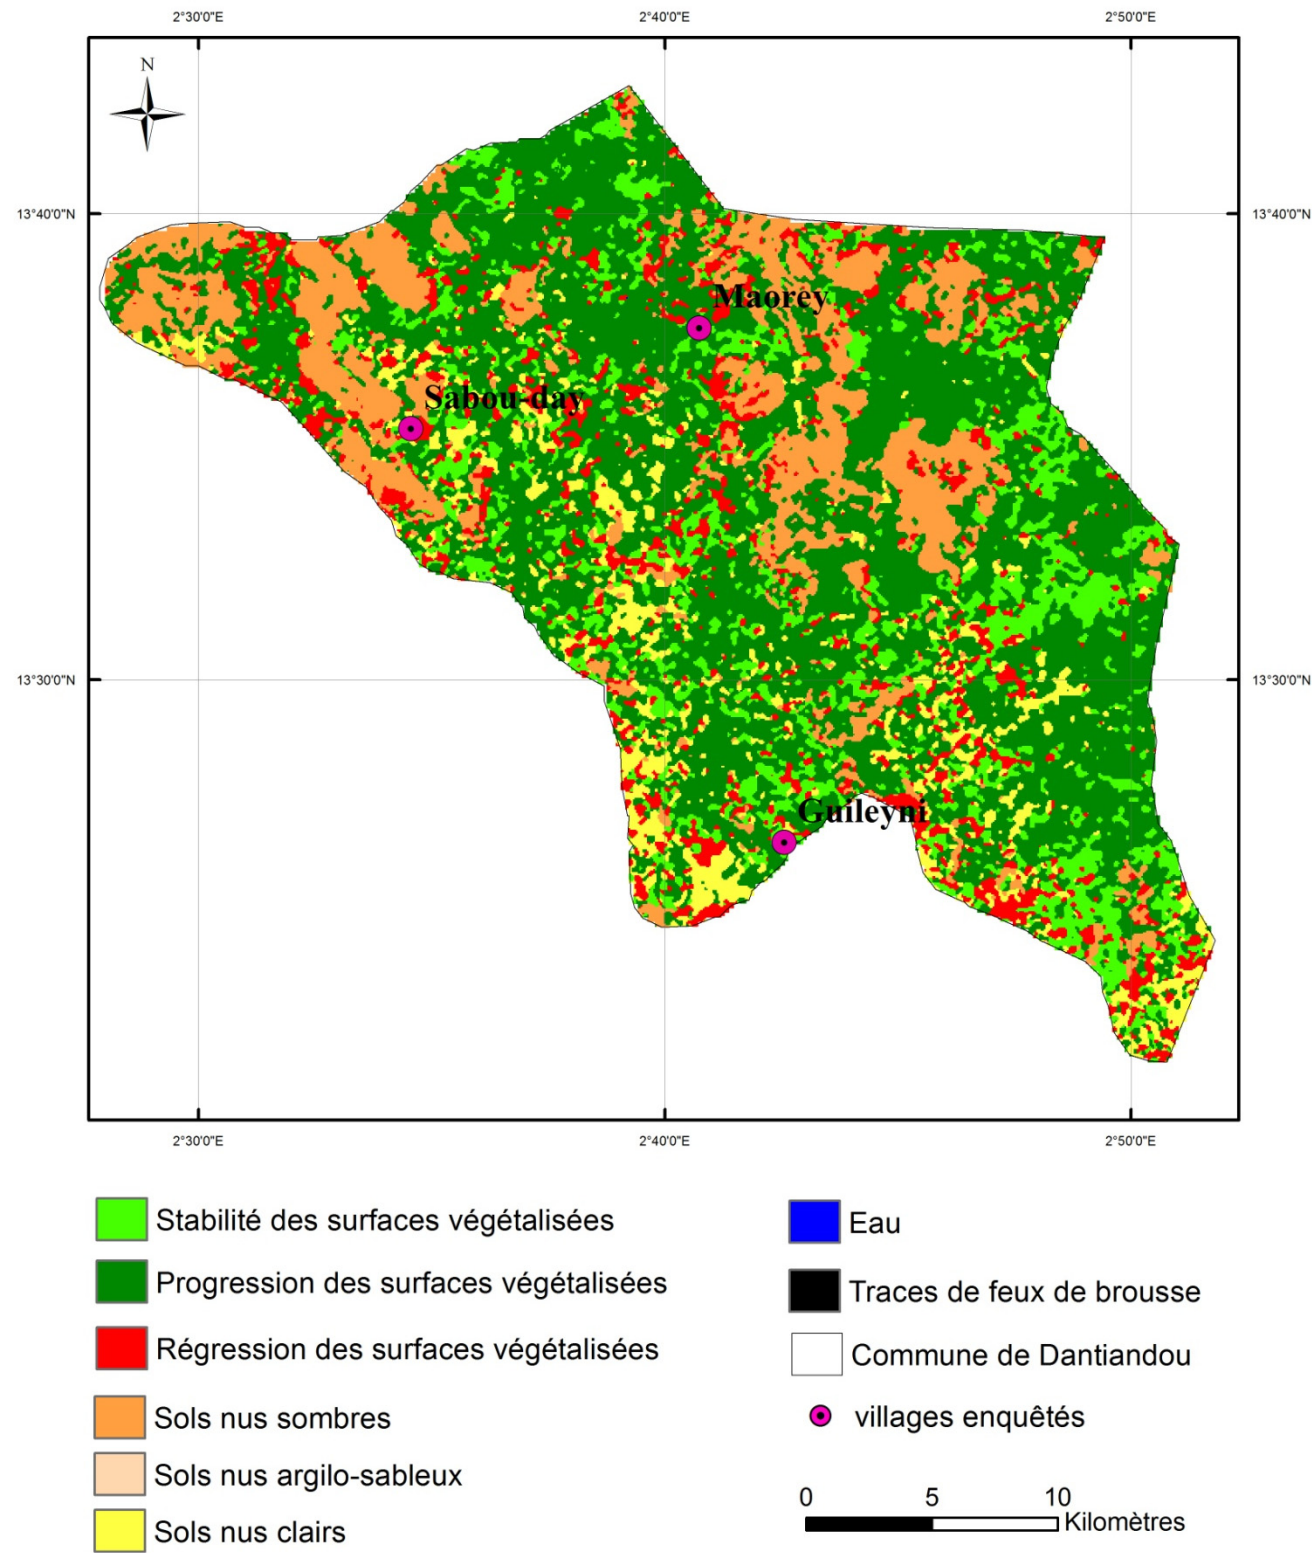 2°30'0"E
2°40'0"E
2°50'0"E
N
13°40'0"N
13°40'0"N
Maorey
Sabou-day
13°30'0"N
13°30'0"N
Guileyni
2°30'0"E
2°40'0"E
2°50'0"E
Stabilité des surfaces végétalisées
Progression des surfaces végétalisées
Régression des surfaces végétalisées
Sols nus sombres
Sols nus argilo-sableux
Sols nus clairs
Eau
Traces de feux de brousse
Commune de Dantiandou
villages enquêtés
0 5 10
Kilomètres